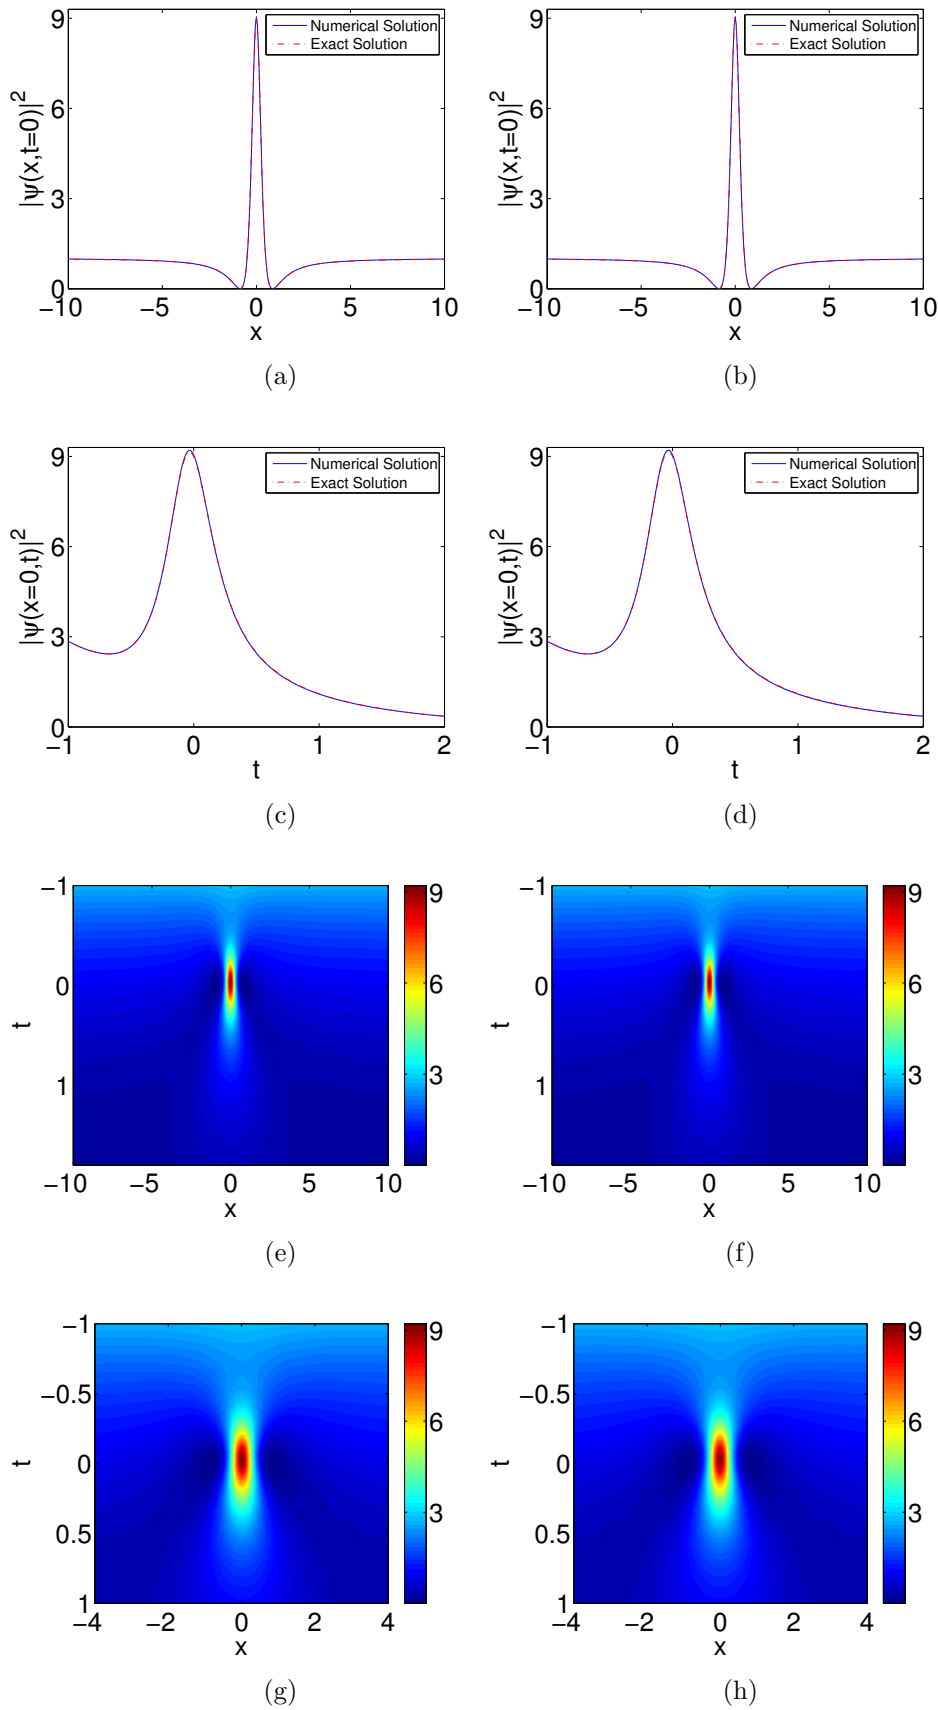 9
6
3
0
|ψ(x,t=0)|²
Numerical Solution
Exact Solution
−10 −5 0 5 10
x
(a)
9
6
3
0
|ψ(x,t=0)|²
Numerical Solution
Exact Solution
−10 −5 0 5 10
x
(b)
9
6
3
0
|ψ(x=0,t)|²
Numerical Solution
Exact Solution
−1 0 1 2
t
(c)
9
6
3
0
|ψ(x=0,t)|²
Numerical Solution
Exact Solution
−1 0 1 2
t
(d)
−1
0
1
t
−10 −5 0 5 10
x
9
6
3
(e)
−1
0
1
t
−10 −5 0 5 10
x
9
6
3
(f)
−1
−0.5
0
0.5
1
t
−4 −2 0 2 4
x
9
6
3
(g)
−1
−0.5
0
0.5
1
t
−4 −2 0 2 4
x
9
6
3
(h)